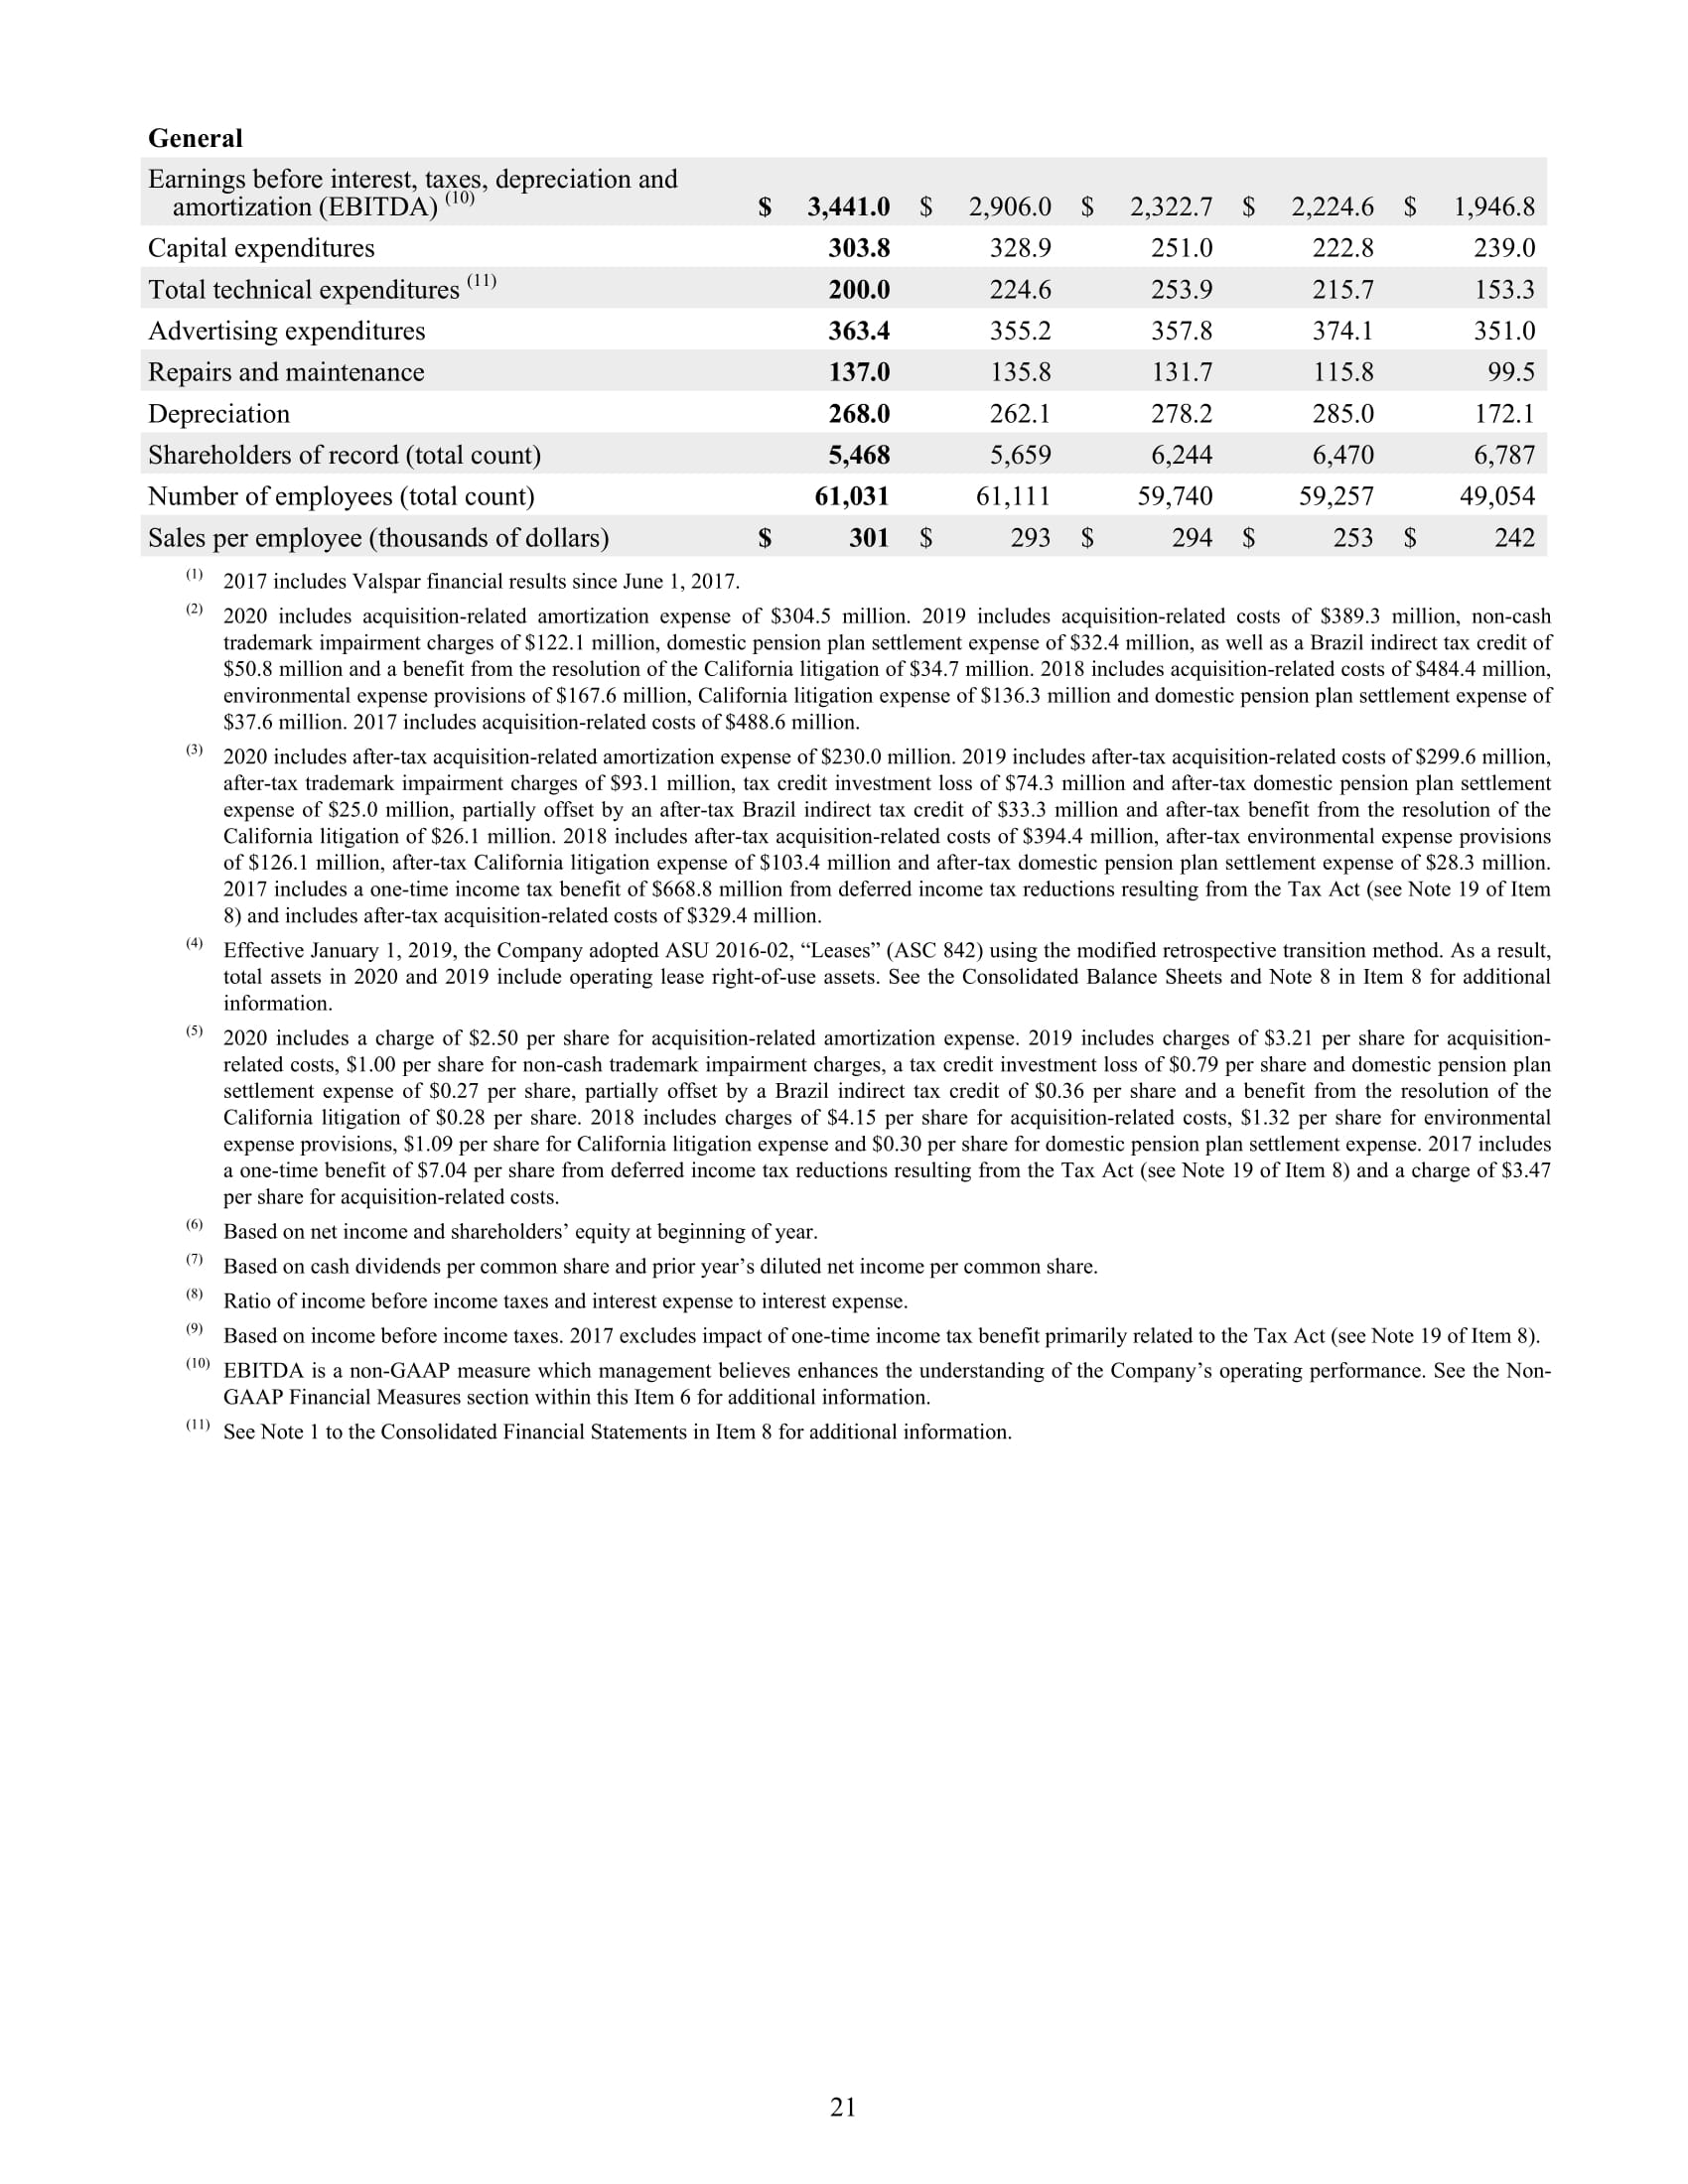 General
Earnings before interest, taxes, depreciation and
amortization (EBITDA) (10) $ 3,441.0 $ 2,906.0 $ 2,322.7 $ 2,224.6 $ 1,946.8
Capital expenditures 303.8 328.9 251.0 222.8 239.0
Total technical expenditures (11) 200.0 224.6 253.9 215.7 153.3
Advertising expenditures 363.4 355.2 357.8 374.1 351.0
Repairs and maintenance 137.0 135.8 131.7 115.8 99.5
Depreciation 268.0 262.1 278.2 285.0 172.1
Shareholders of record (total count) 5,468 5,659 6,244 6,470 6,787
Number of employees (total count) 61,031 61,111 59,740 59,257 49,054
Sales per employee (thousands of dollars) $ 301 $ 293 $ 294 $ 253 $ 242
(1) 2017 includes Valspar financial results since June 1, 2017.
(2) 2020 includes acquisition-related amortization expense of $304.5 million. 2019 includes acquisition-related costs of $389.3 million, non-cash
trademark impairment charges of $122.1 million, domestic pension plan settlement expense of $32.4 million, as well as a Brazil indirect tax credit of
$50.8 million and a benefit from the resolution of the California litigation of $34.7 million. 2018 includes acquisition-related costs of $484.4 million,
environmental expense provisions of $167.6 million, California litigation expense of $136.3 million and domestic pension plan settlement expense of
$37.6 million. 2017 includes acquisition-related costs of $488.6 million.
(3) 2020 includes after-tax acquisition-related amortization expense of $230.0 million. 2019 includes after-tax acquisition-related costs of $299.6 million,
after-tax trademark impairment charges of $93.1 million, tax credit investment loss of $74.3 million and after-tax domestic pension plan settlement
expense of $25.0 million, partially offset by an after-tax Brazil indirect tax credit of $33.3 million and after-tax benefit from the resolution of the
California litigation of $26.1 million. 2018 includes after-tax acquisition-related costs of $394.4 million, after-tax environmental expense provisions
of $126.1 million, after-tax California litigation expense of $103.4 million and after-tax domestic pension plan settlement expense of $28.3 million.
2017 includes a one-time income tax benefit of $668.8 million from deferred income tax reductions resulting from the Tax Act (see Note 19 of Item
8) and includes after-tax acquisition-related costs of $329.4 million.
(4) Effective January 1, 2019, the Company adopted ASU 2016-02, “Leases” (ASC 842) using the modified retrospective transition method. As a result,
total assets in 2020 and 2019 include operating lease right-of-use assets. See the Consolidated Balance Sheets and Note 8 in Item 8 for additional
information.
(5) 2020 includes a charge of $2.50 per share for acquisition-related amortization expense. 2019 includes charges of $3.21 per share for acquisition-
related costs, $1.00 per share for non-cash trademark impairment charges, a tax credit investment loss of $0.79 per share and domestic pension plan
settlement expense of $0.27 per share, partially offset by a Brazil indirect tax credit of $0.36 per share and a benefit from the resolution of the
California litigation of $0.28 per share. 2018 includes charges of $4.15 per share for acquisition-related costs, $1.32 per share for environmental
expense provisions, $1.09 per share for California litigation expense and $0.30 per share for domestic pension plan settlement expense. 2017 includes
a one-time benefit of $7.04 per share from deferred income tax reductions resulting from the Tax Act (see Note 19 of Item 8) and a charge of $3.47
per share for acquisition-related costs.
(6) Based on net income and shareholders’ equity at beginning of year.
(7) Based on cash dividends per common share and prior year’s diluted net income per common share.
(8) Ratio of income before income taxes and interest expense to interest expense.
(9) Based on income before income taxes. 2017 excludes impact of one-time income tax benefit primarily related to the Tax Act (see Note 19 of Item 8).
(10) EBITDA is a non-GAAP measure which management believes enhances the understanding of the Company’s operating performance. See the Non-
GAAP Financial Measures section within this Item 6 for additional information.
(11) See Note 1 to the Consolidated Financial Statements in Item 8 for additional information.
21